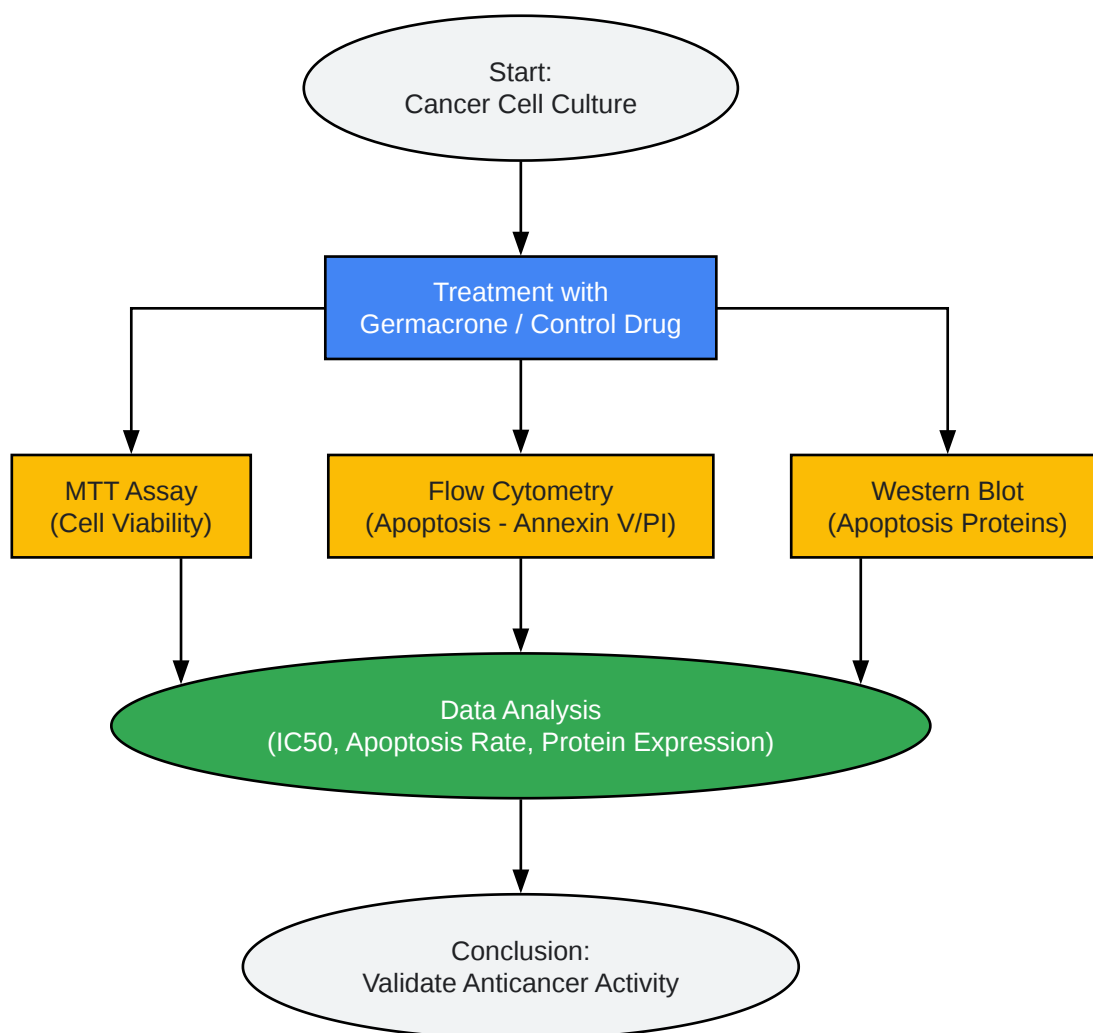 Start:
Cancer Cell Culture
Treatment with
Germacrone / Control Drug
MTT Assay
(Cell Viability)
Flow Cytometry
(Apoptosis - Annexin V/PI)
Western Blot
(Apoptosis Proteins)
Data Analysis
(IC50, Apoptosis Rate, Protein Expression)
Conclusion:
Validate Anticancer Activity